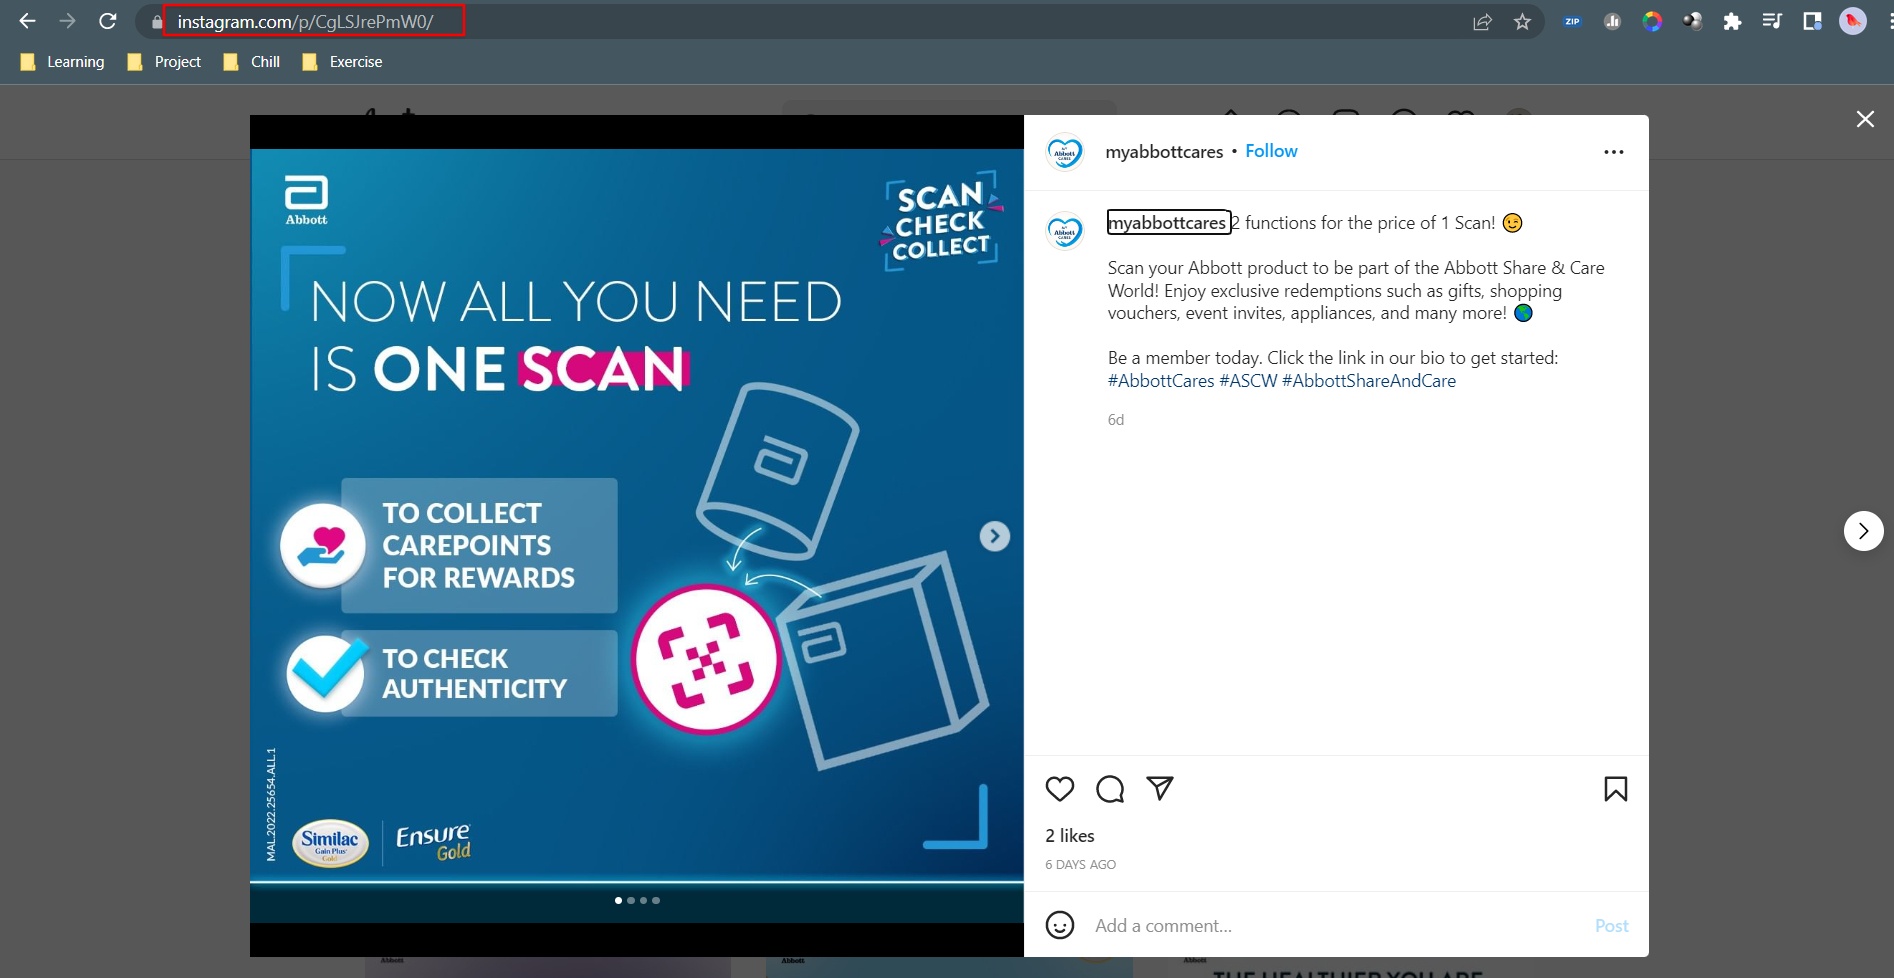 instagram.com/p/CgLSJrePmW0/
ZIP
Learning
Project
Chill
Exercise
Abbott
SCAN
CHECK
COLLECT
NOW ALL YOU NEED
IS ONE SCAN
TO COLLECT
CAREPOINTS
FOR REWARDS
TO CHECK
AUTHENTICITY
MAL.2022.25654.ALL.1
Similac
Gain Plus
Gold
Ensure
Gold
myabbottcares • Follow
myabbottcares 2 functions for the price of 1 Scan! 😉
Scan your Abbott product to be part of the Abbott Share & Care
World! Enjoy exclusive redemptions such as gifts, shopping
vouchers, event invites, appliances, and many more! 🌎
Be a member today. Click the link in our bio to get started:
#AbbottCares #ASCW #AbbottShareAndCare
6d
2 likes
6 DAYS AGO
Add a comment...
Post
Abbott
Abbott
THE HEALTHIER YOU ARE